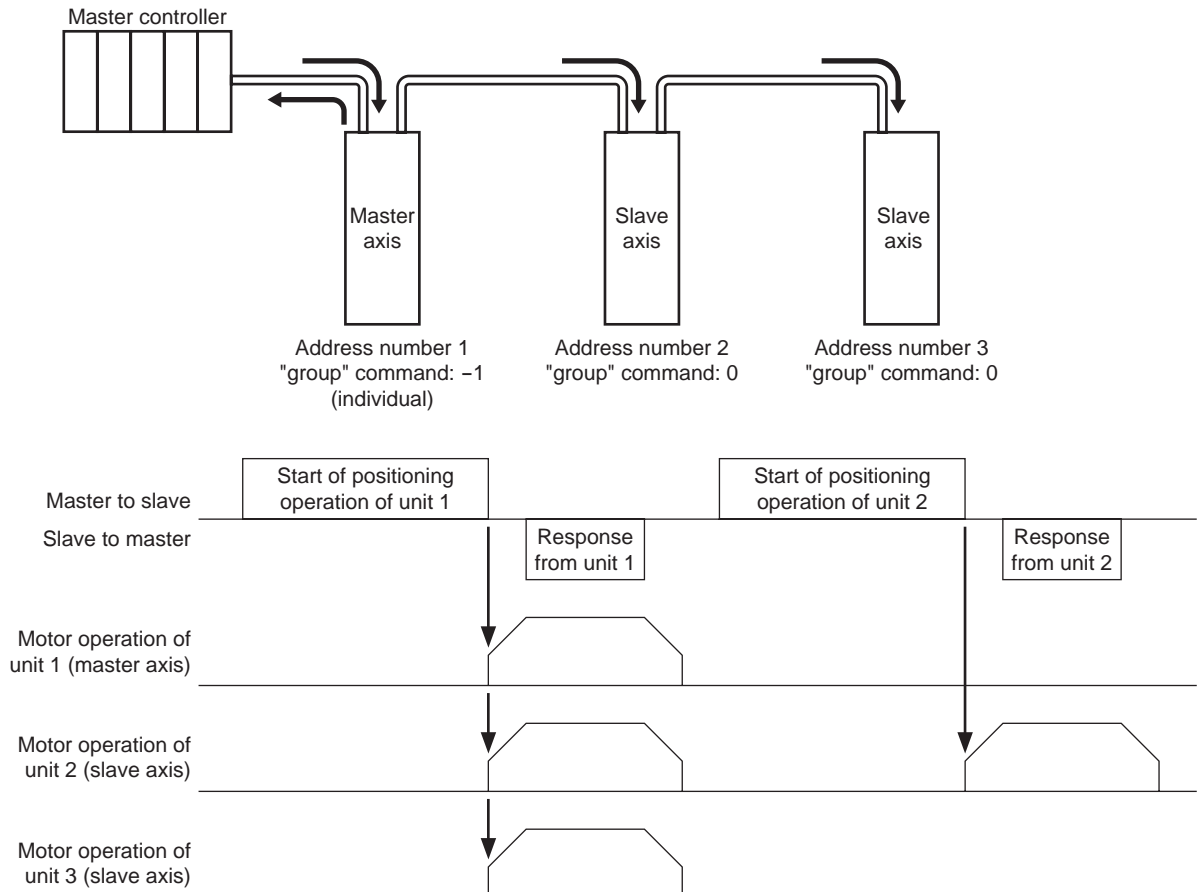 Master controller
Master
axis
Slave
axis
Slave
axis
Address number 1
"group" command: −1
(individual)
Address number 2
"group" command: 0
Address number 3
"group" command: 0
Master to slave
Start of positioning
operation of unit 1
Start of positioning
operation of unit 2
Slave to master
Response
from unit 1
Response
from unit 2
Motor operation of
unit 1 (master axis)
Motor operation of
unit 2 (slave axis)
Motor operation of
unit 3 (slave axis)